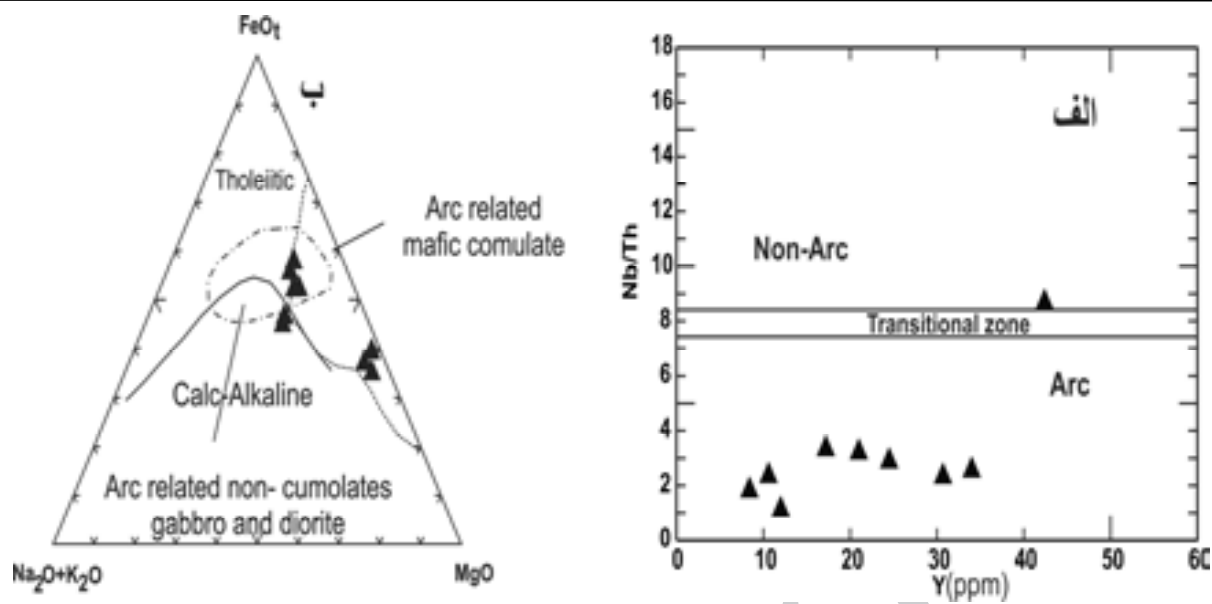 FeOt
ب
Tholeiitic
Arc related
mafic comulate
Calc-Alkaline
Arc related non- cumolates
gabbro and diorite
Na2O+K2O
MgO
الف
Nb/Th
18
16
14
12
10
8
6
4
2
0
Non-Arc
Transitional zone
Arc
0
10
20
30
40
50
60
Y(ppm)